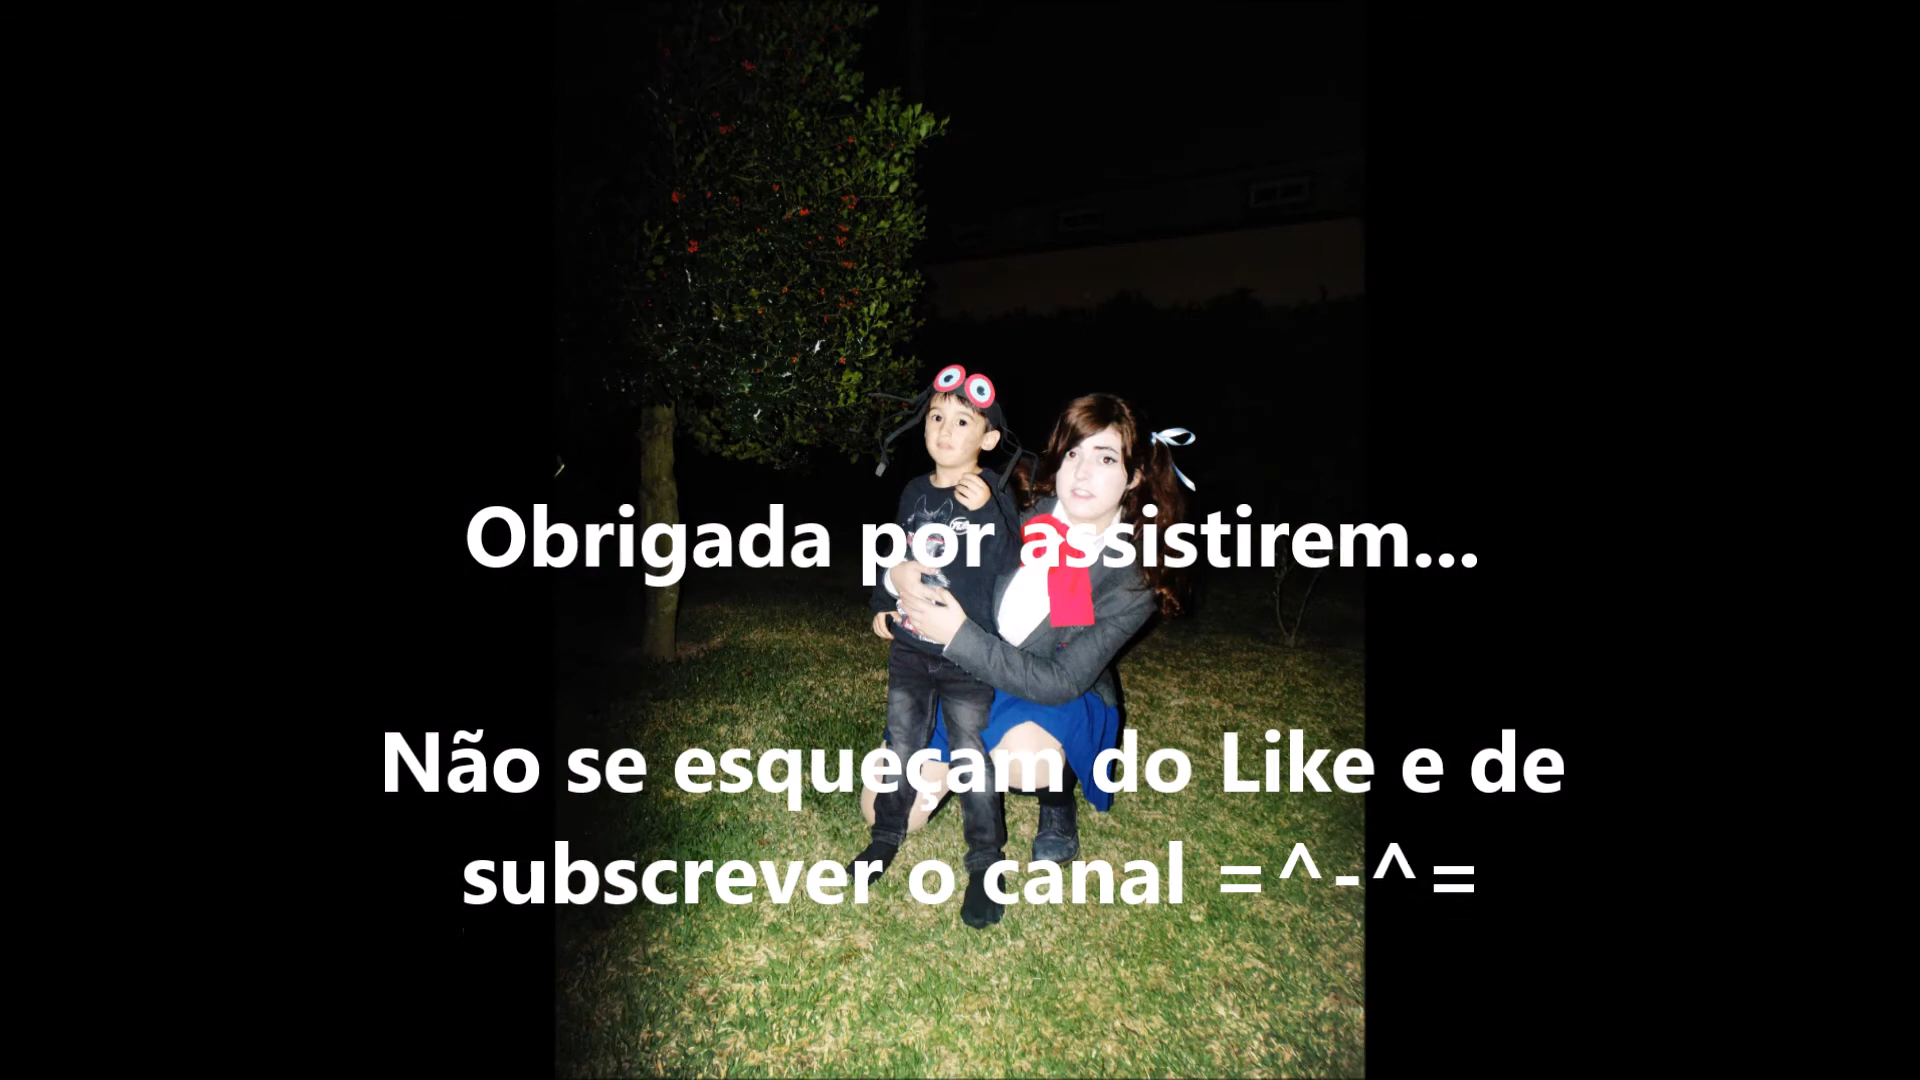 Obrigada por assistirem...
Não se esqueçam do Like e de
subscrever o canal =^-^=